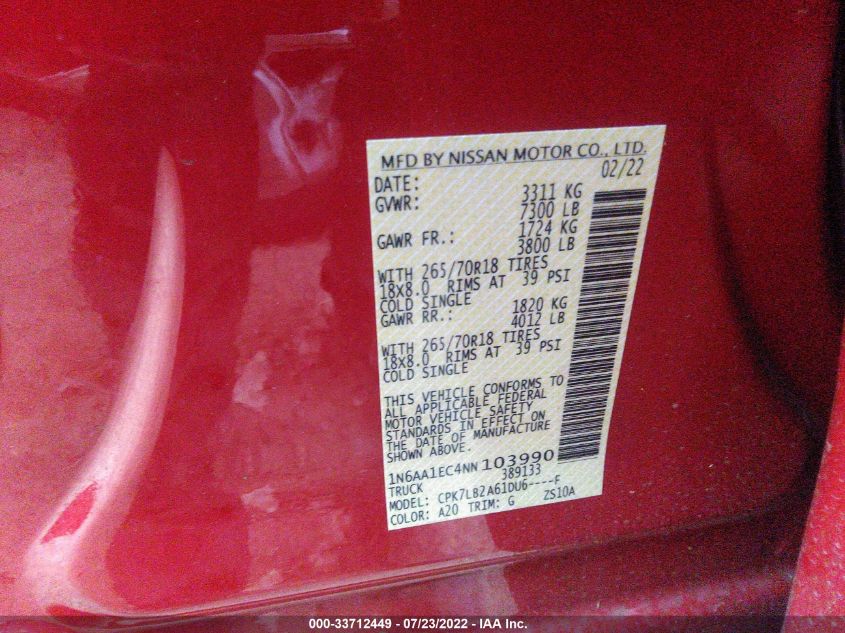 MFD BY NISSAN MOTOR CO., LTD.
DATE: 02/22
GVWR: 3311 KG
7300 LB
GAWR FR.: 1724 KG
3800 LB
WITH 265/70R18 TIRES
18x8.0 RIMS AT 39 PSI
COLD SINGLE
GAWR RR.: 1820 KG
4012 LB
WITH 265/70R18 TIRES
18x8.0 RIMS AT 39 PSI
COLD SINGLE
THIS VEHICLE CONFORMS TO
ALL APPLICABLE FEDERAL
MOTOR VEHICLE SAFETY
STANDARDS IN EFFECT ON
THE DATE OF MANUFACTURE
SHOWN ABOVE.
1N6AA1EC4NN103990
TRUCK 389133
MODEL: CPK7LB2A61DU6----F
COLOR: A20 TRIM: G ZS10A
000-33712449 - 07/23/2022 - IAA Inc.